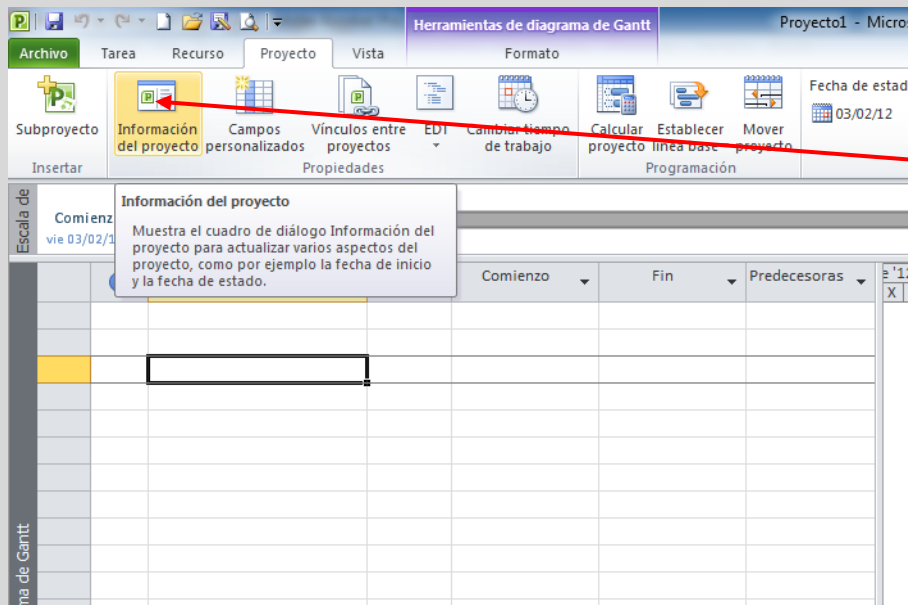 Herramientas de diagrama de Gantt
Proyecto1 - Micros
Archivo Tarea Recurso Proyecto Vista Formato
Subproyecto
Información del proyecto
Campos personalizados
Vínculos entre proyectos
EDT
Cambiar tiempo de trabajo
Calcular proyecto
Establecer línea base
Mover proyecto
Fecha de estad
03/02/12
Insertar Propiedades Programación
Escala de
Comienz
vie 03/02/1
Información del proyecto
Muestra el cuadro de diálogo Información del
proyecto para actualizar varios aspectos del
proyecto, como por ejemplo la fecha de inicio
y la fecha de estado.
Comienzo Fin Predecesoras
e '12
X
ma de Gantt